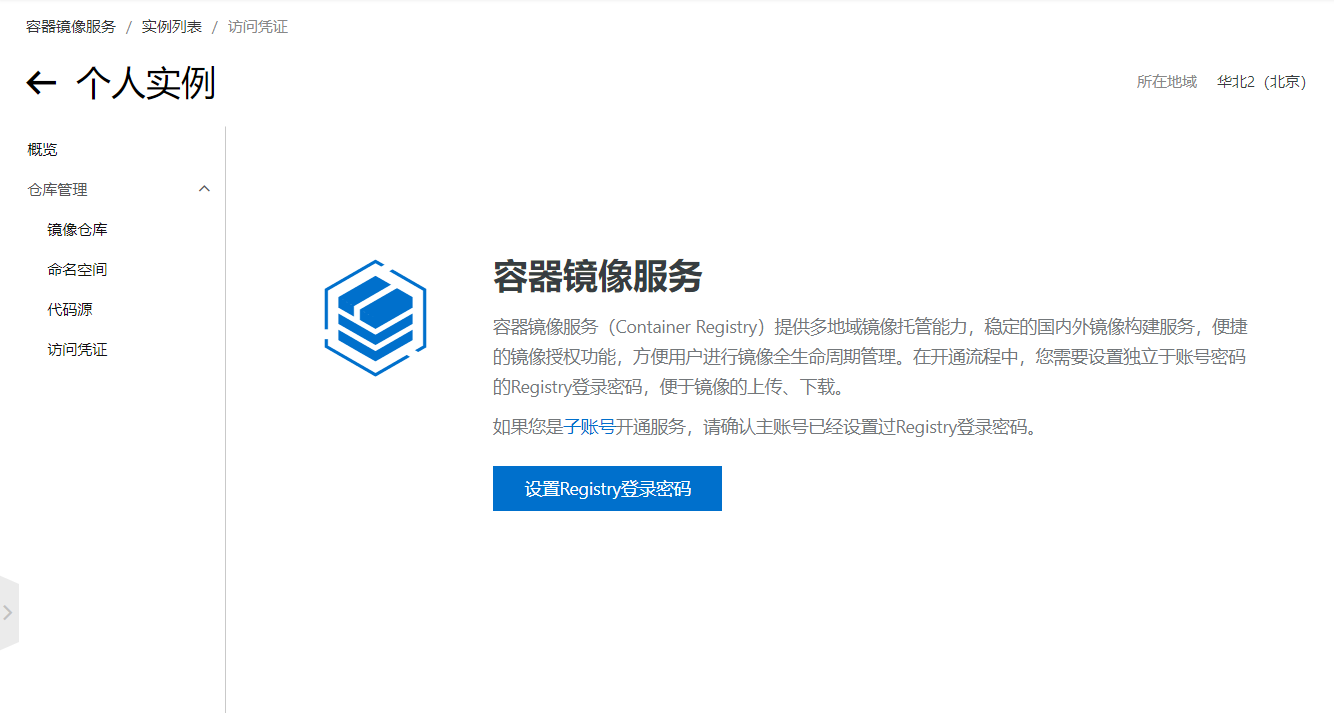 容器镜像服务 / 实例列表 / 访问凭证
个人实例
所在地域 华北2（北京）
概览
仓库管理
镜像仓库
命名空间
代码源
访问凭证
容器镜像服务
容器镜像服务（Container Registry）提供多地域镜像托管能力，稳定的国内外镜像构建服务，便捷
的镜像授权功能，方便用户进行镜像全生命周期管理。在开通流程中，您需要设置独立于账号密码
的Registry登录密码，便于镜像的上传、下载。
如果您是子账号开通服务，请确认主账号已经设置过Registry登录密码。
设置Registry登录密码